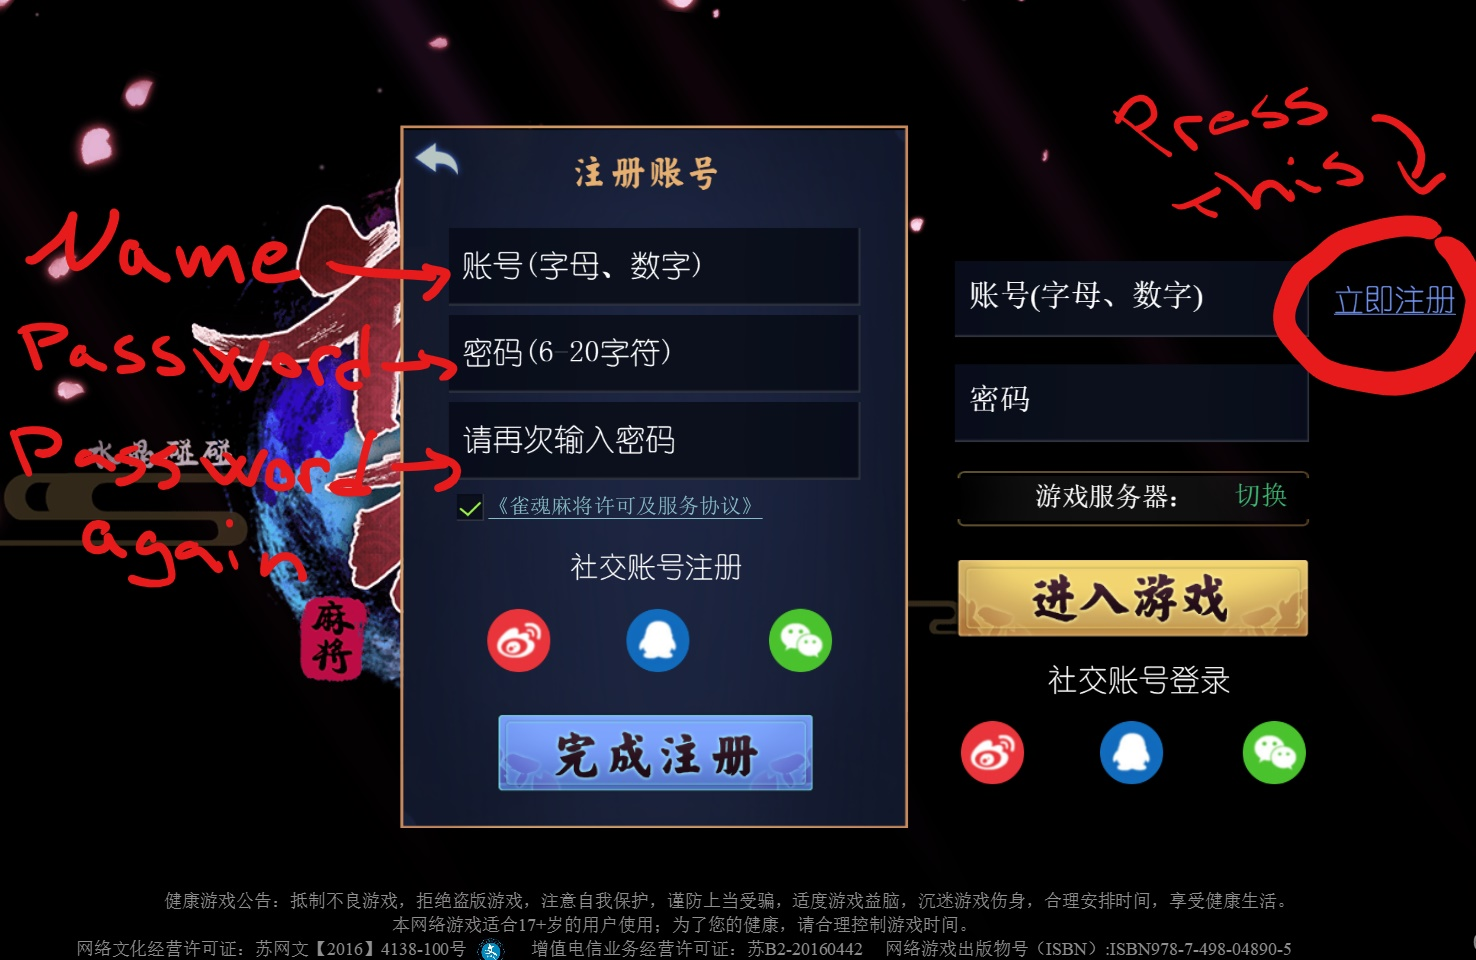 Press
this
注册账号
Name
账号(字母、数字)
账号(字母、数字)
立即注册
Password
密码(6-20字符)
密码
Password
again
请再次输入密码
《雀魂麻将许可及服务协议》
游戏服务器：
切换
社交账号注册
进入游戏
麻将
社交账号登录
完成注册
健康游戏公告：抵制不良游戏，拒绝盗版游戏，注意自我保护，谨防上当受骗，适度游戏益脑，沉迷游戏伤身，合理安排时间，享受健康生活。
本网络游戏适合17+岁的用户使用；为了您的健康，请合理控制游戏时间。
网络文化经营许可证：苏网文【2016】4138-100号 增值电信业务经营许可证：苏B2-20160442 网络游戏出版物号（ISBN）:ISBN978-7-498-04890-5